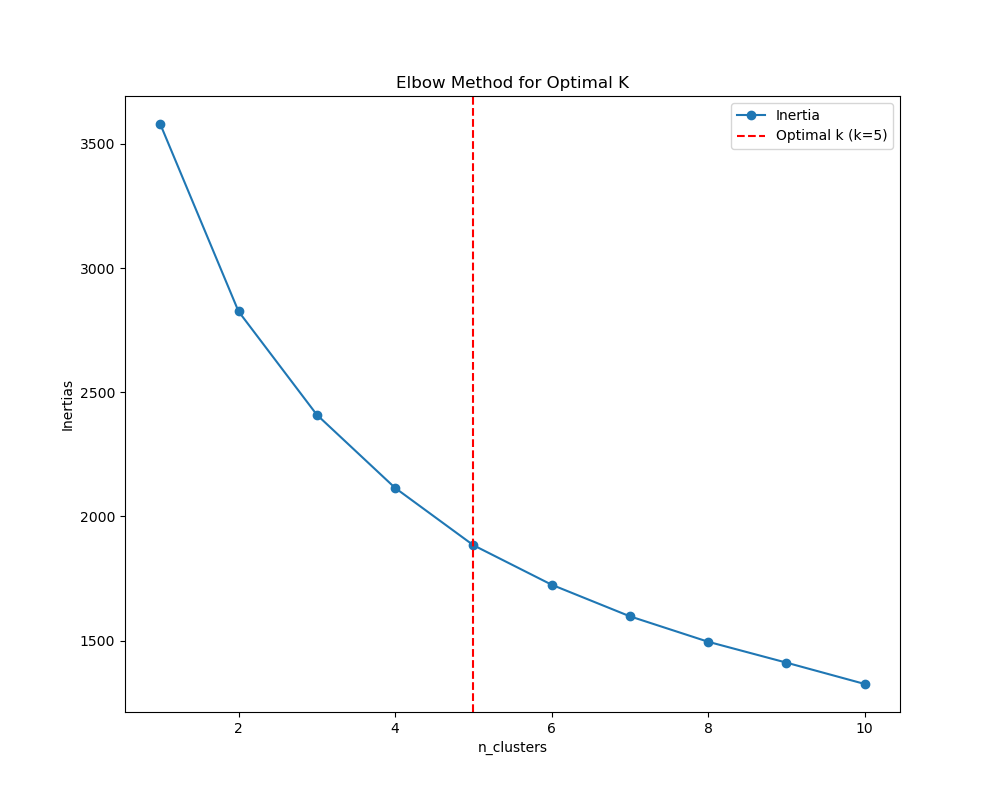 Elbow Method for Optimal K
Inertia
Optimal k (k=5)
3500
3000
2500
2000
1500
Inertias
2
4
6
8
10
n_clusters